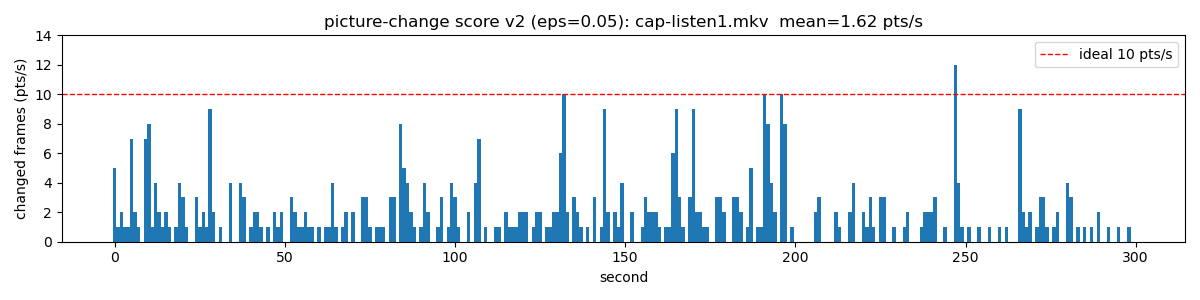 picture-change score v2 (eps=0.05): cap-listen1.mkv  mean=1.62 pts/s
changed frames (pts/s)
14
12
10
8
6
4
2
0
ideal 10 pts/s
0 50 100 150 200 250 300
second